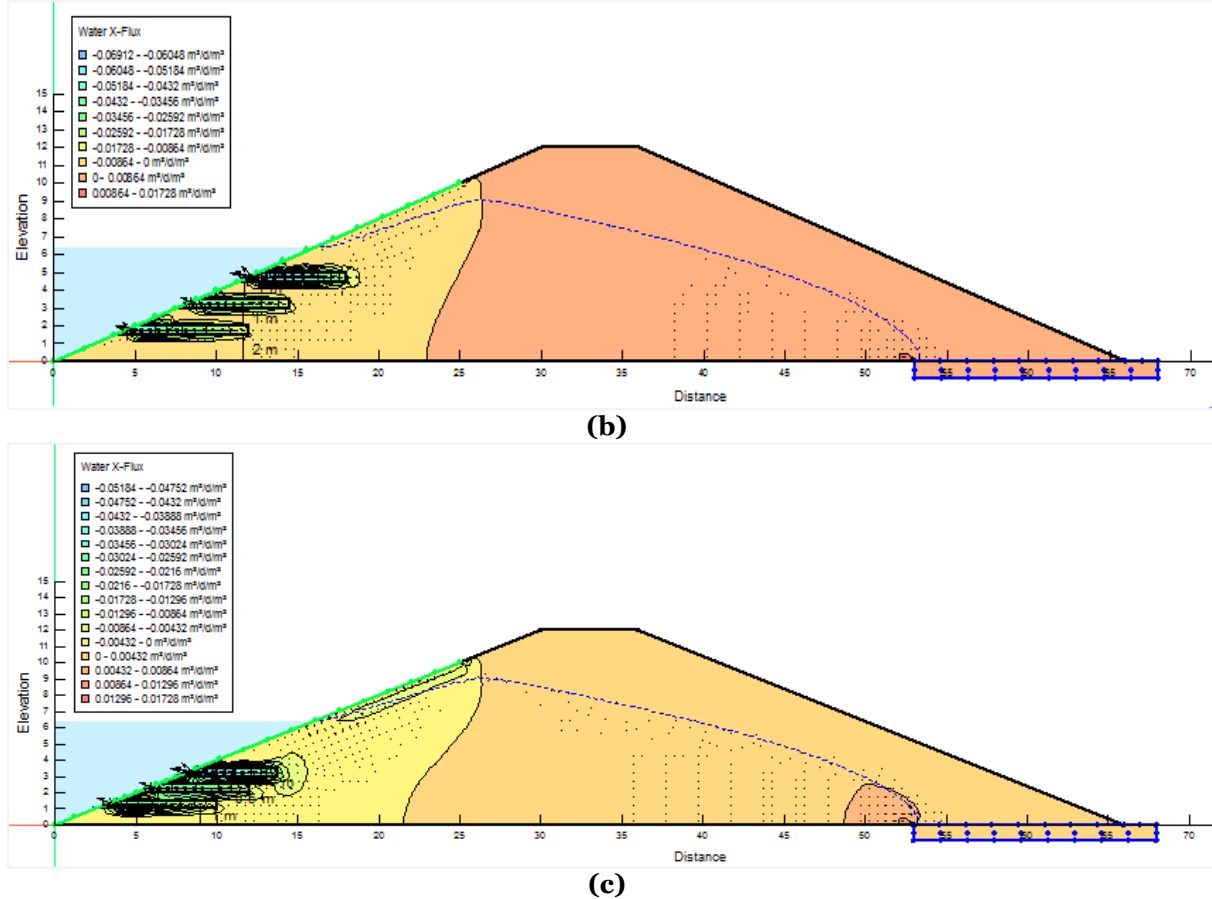 Water X-Flux
-0.06912 - -0.06048 m³/d/m²
-0.06048 - -0.05184 m³/d/m²
-0.05184 - -0.0432 m³/d/m²
-0.0432 - -0.03456 m³/d/m²
-0.03456 - -0.02592 m³/d/m²
-0.02592 - -0.01728 m³/d/m²
-0.01728 - -0.00864 m³/d/m²
-0.00864 - 0 m³/d/m²
0 - 0.00864 m³/d/m²
0.00864 - 0.01728 m³/d/m²
15
14
13
12
11
10
9
8
7
6
5
4
3
2
1
0
Elevation
1 m
2 m
5 10 15 20 25 30 35 40 45 50 55 60 65 70
Distance
(b)
Water X-Flux
-0.05184 - -0.04752 m³/d/m²
-0.04752 - -0.0432 m³/d/m²
-0.0432 - -0.03888 m³/d/m²
-0.03888 - -0.03456 m³/d/m²
-0.03456 - -0.03024 m³/d/m²
-0.03024 - -0.02592 m³/d/m²
-0.02592 - -0.0216 m³/d/m²
-0.0216 - -0.01728 m³/d/m²
-0.01728 - -0.01296 m³/d/m²
-0.01296 - -0.00864 m³/d/m²
-0.00864 - -0.00432 m³/d/m²
-0.00432 - 0 m³/d/m²
0 - 0.00432 m³/d/m²
0.00432 - 0.00864 m³/d/m²
0.00864 - 0.01296 m³/d/m²
0.01296 - 0.01728 m³/d/m²
15
14
13
12
11
10
9
8
7
6
5
4
3
2
1
0
Elevation
1 m
5 10 15 20 25 30 35 40 45 50 55 60 65 70
Distance
(c)